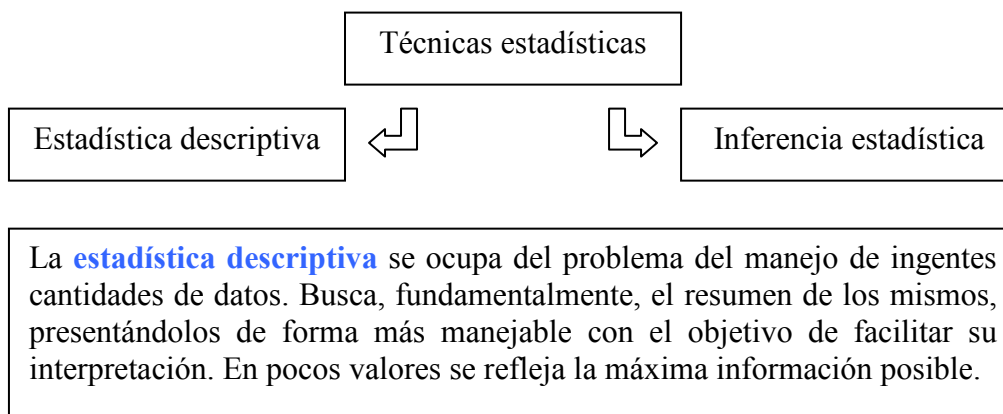 Técnicas estadísticas
Estadística descriptiva
Inferencia estadística
La estadística descriptiva se ocupa del problema del manejo de ingentes
cantidades de datos. Busca, fundamentalmente, el resumen de los mismos,
presentándolos de forma más manejable con el objetivo de facilitar su
interpretación. En pocos valores se refleja la máxima información posible.